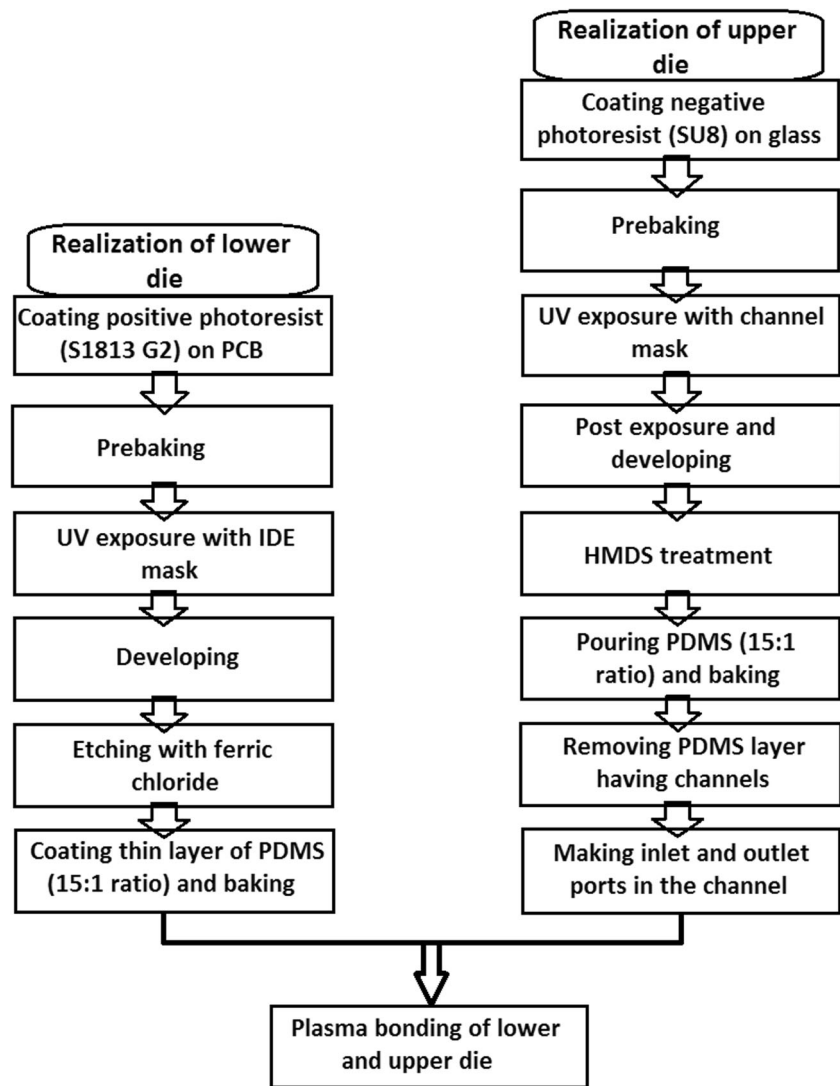 Realization of lower
die
Coating positive photoresist
(S1813 G2) on PCB
Prebaking
UV exposure with IDE
mask
Developing
Etching with ferric
chloride
Coating thin layer of PDMS
(15:1 ratio) and baking
Realization of upper
die
Coating negative
photoresist (SU8) on glass
Prebaking
UV exposure with channel
mask
Post exposure and
developing
HMDS treatment
Pouring PDMS (15:1
ratio) and baking
Removing PDMS layer
having channels
Making inlet and outlet
ports in the channel
Plasma bonding of lower
and upper die